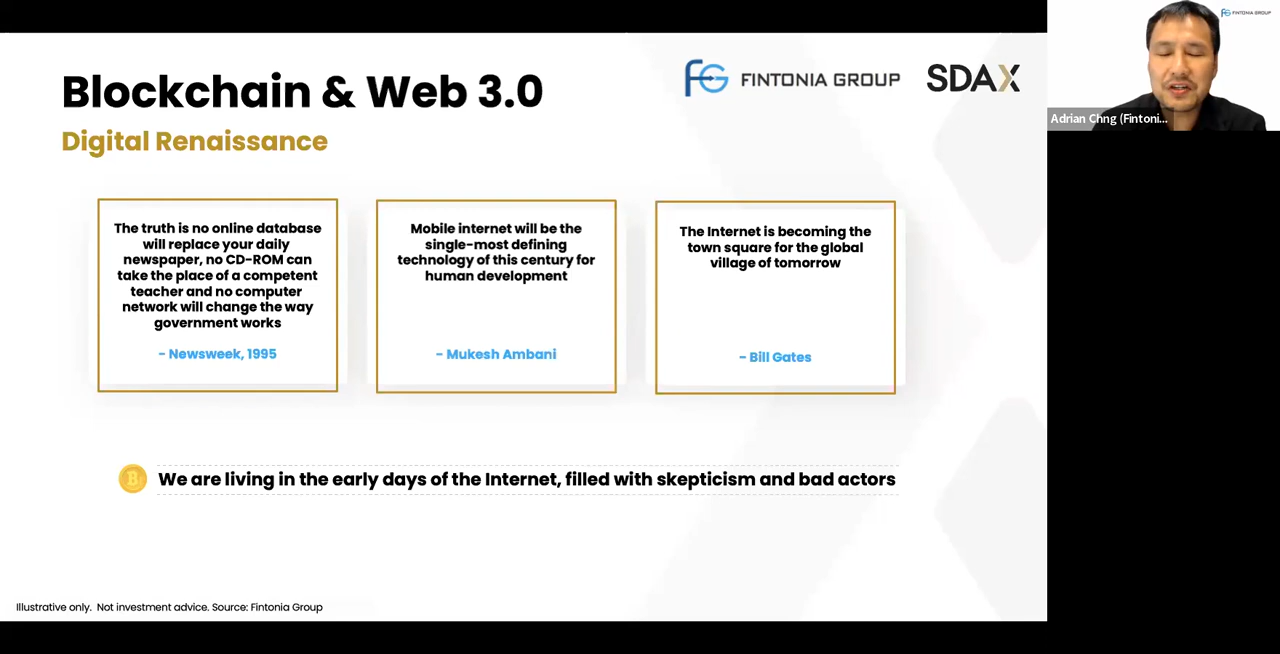 Blockchain & Web 3.0
Digital Renaissance
FINTONIA GROUP
SDAX
The truth is no online database
will replace your daily
newspaper, no CD-ROM can
take the place of a competent
teacher and no computer
network will change the way
government works
- Newsweek, 1995
Mobile internet will be the
single-most defining
technology of this century for
human development
- Mukesh Ambani
The Internet is becoming the
town square for the global
village of tomorrow
- Bill Gates
We are living in the early days of the Internet, filled with skepticism and bad actors
Illustrative only. Not investment advice. Source: Fintonia Group
FINTONIA GROUP
Adrian Chng (Fintoni...